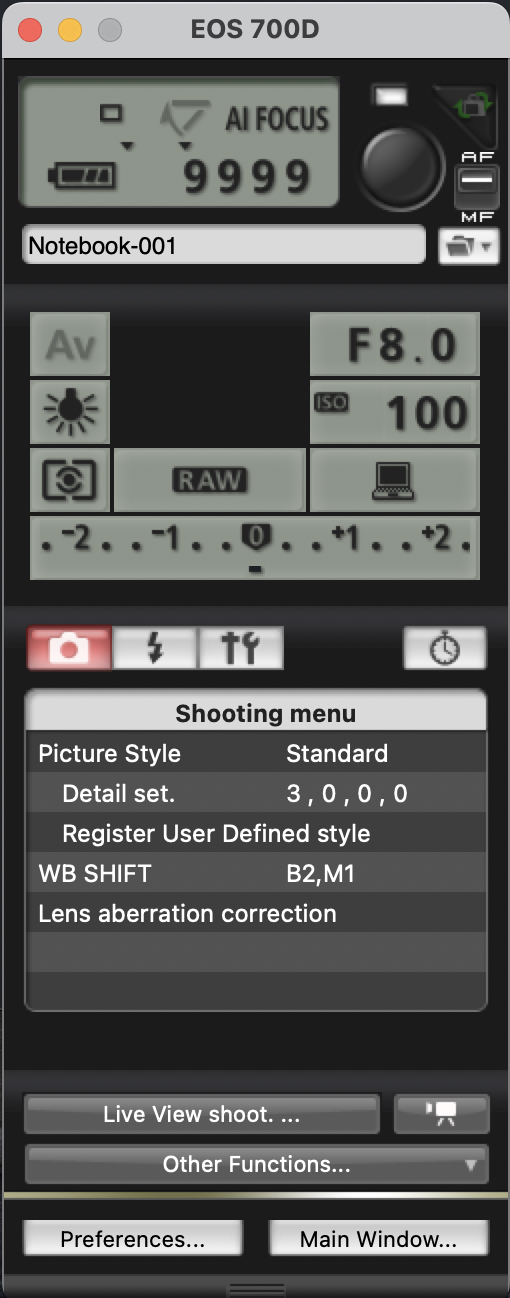 EOS 700D
AI FOCUS
9999
AF
MF
Notebook-001
Av
F8.0
ISO 100
RAW
.-2..-1..0..+1..+2.
Shooting menu
Picture Style Standard
Detail set. 3 , 0 , 0 , 0
Register User Defined style
WB SHIFT B2,M1
Lens aberration correction
Live View shoot. ...
Other Functions...
Preferences... Main Window...